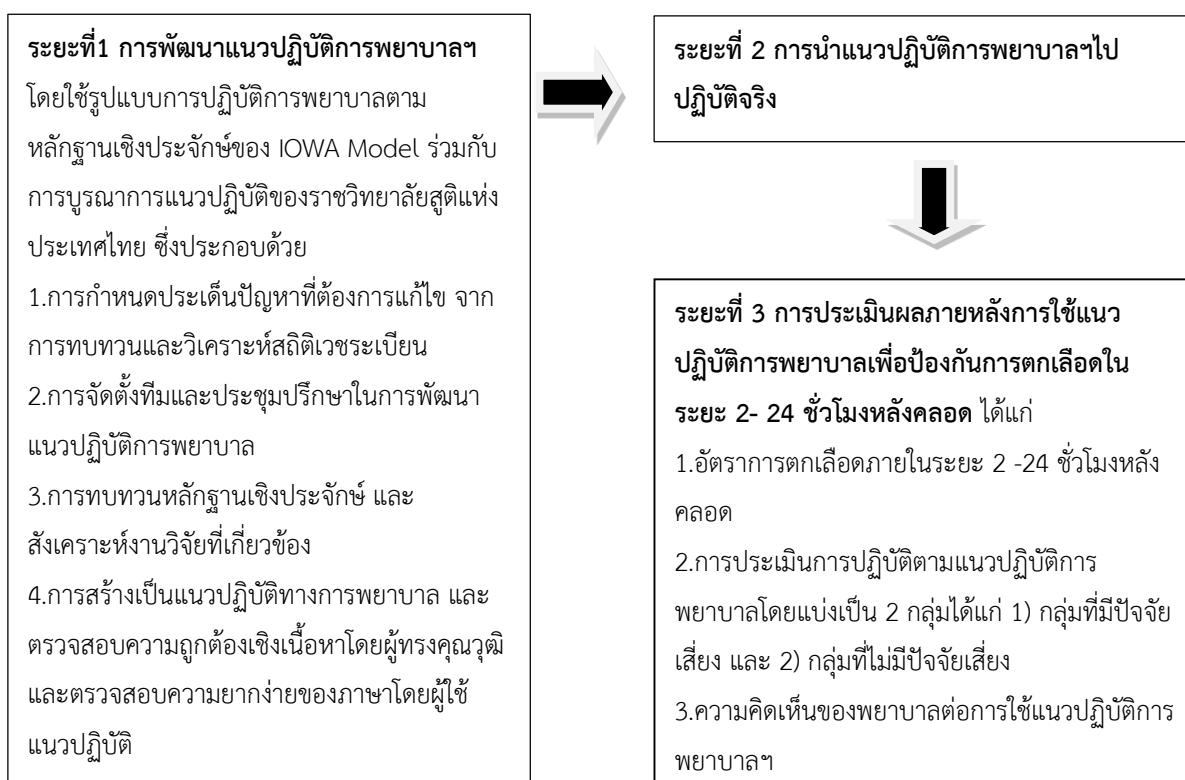 ระยะที่1 การพัฒนาแนวปฏิบัติการพยาบาลฯ
โดยใช้รูปแบบการปฏิบัติการพยาบาลตาม
หลักฐานเชิงประจักษ์ของ IOWA Model ร่วมกับ
การบูรณาการแนวปฏิบัติของราชวิทยาลัยสูติแห่ง
ประเทศไทย ซึ่งประกอบด้วย
1.การกำหนดประเด็นปัญหาที่ต้องการแก้ไข จาก
การทบทวนและวิเคราะห์สถิติเวชระเบียน
2.การจัดตั้งทีมและประชุมปรึกษาในการพัฒนา
แนวปฏิบัติการพยาบาล
3.การทบทวนหลักฐานเชิงประจักษ์ และ
สังเคราะห์งานวิจัยที่เกี่ยวข้อง
4.การสร้างเป็นแนวปฏิบัติทางการพยาบาล และ
ตรวจสอบความถูกต้องเชิงเนื้อหาโดยผู้ทรงคุณวุฒิ
และตรวจสอบความยากง่ายของภาษาโดยผู้ใช้
แนวปฏิบัติ
ระยะที่ 2 การนำแนวปฏิบัติการพยาบาลฯไป
ปฏิบัติจริง
ระยะที่ 3 การประเมินผลภายหลังการใช้แนว
ปฏิบัติการพยาบาลเพื่อป้องกันการตกเลือดใน
ระยะ 2- 24 ชั่วโมงหลังคลอด ได้แก่
1.อัตราการตกเลือดภายในระยะ 2 -24 ชั่วโมงหลัง
คลอด
2.การประเมินการปฏิบัติตามแนวปฏิบัติการ
พยาบาลโดยแบ่งเป็น 2 กลุ่มได้แก่ 1) กลุ่มที่มีปัจจัย
เสี่ยง และ 2) กลุ่มที่ไม่มีปัจจัยเสี่ยง
3.ความคิดเห็นของพยาบาลต่อการใช้แนวปฏิบัติการ
พยาบาลฯ